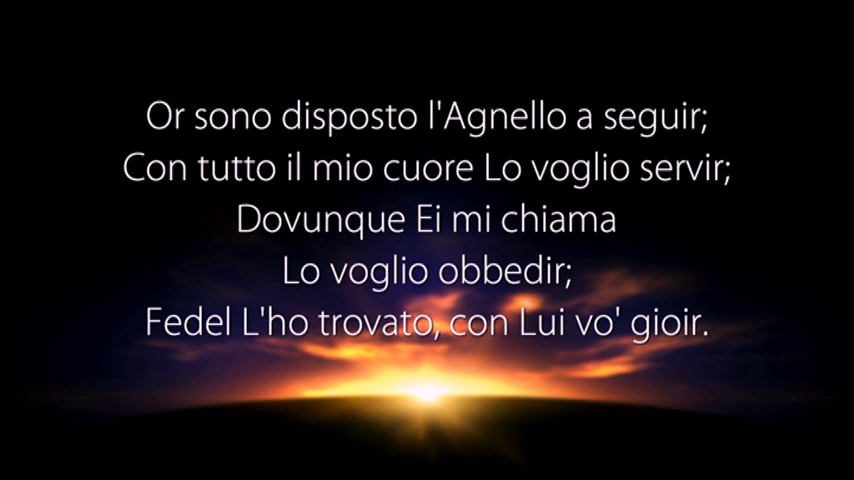 Or sono disposto l'Agnello a seguir;
Con tutto il mio cuore Lo voglio servir;
Dovunque Ei mi chiama
Lo voglio obbedir;
Fedel L'ho trovato, con Lui vo' gioir.